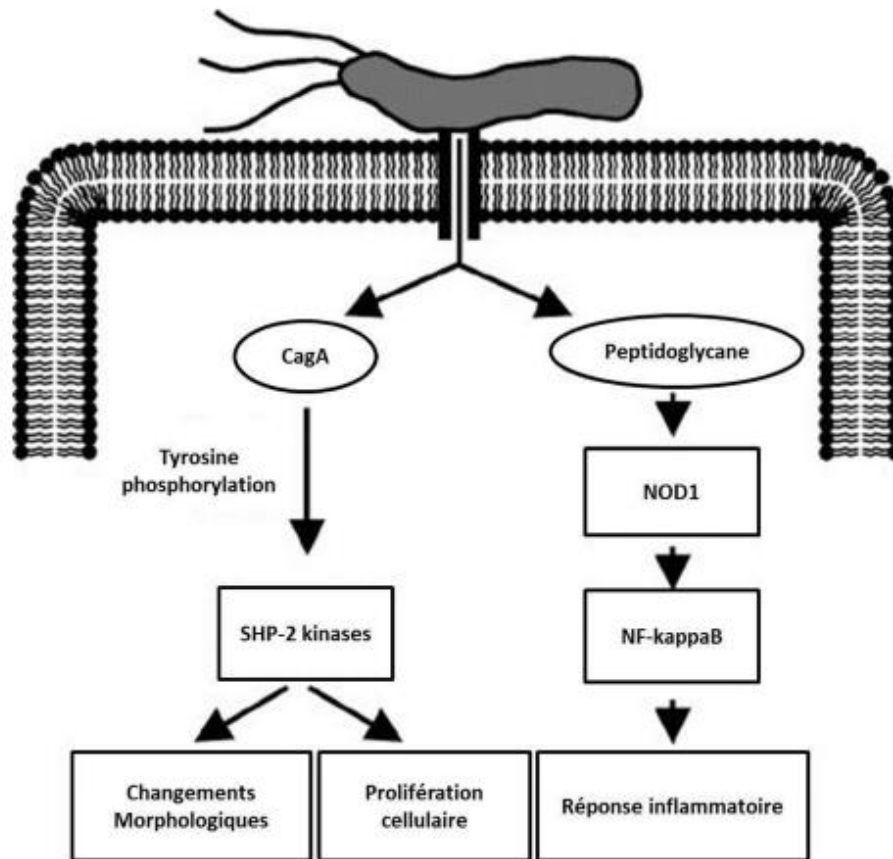 CagA
Peptidoglycane
Tyrosine
phosphorylation
NOD1
SHP-2 kinases
NF-kappaB
Changements
Morphologiques
Prolifération
cellulaire
Réponse inflammatoire